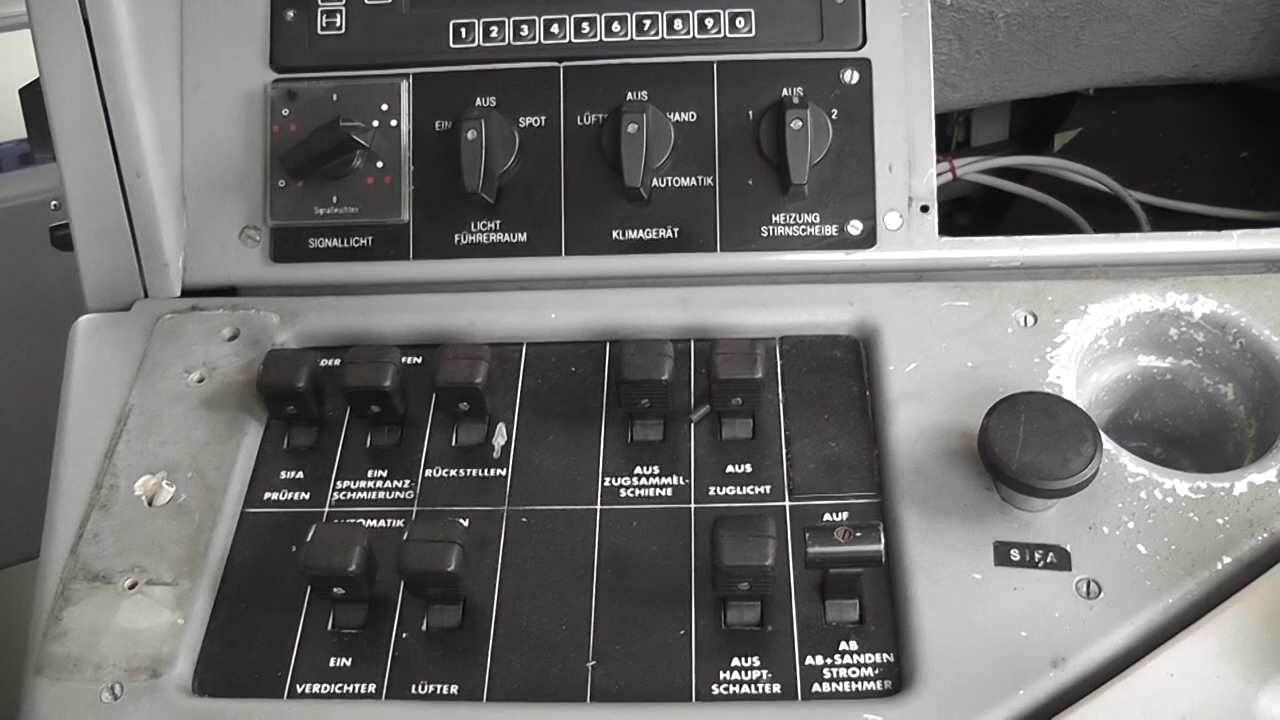 1 2 3 4 5 6 7 8 9 0
0
Signalleuchten
SIGNALLICHT
AUS
EIN
SPOT
LICHT
FÜHRERRAUM
AUS
HAND
AUTOMATIK
KLIMAGERÄT
AUS
1
2
HEIZUNG
STIRNSCHEIBE
SIFA
PRÜFEN
EIN
SPURKRANZ-
SCHMIERUNG
RÜCKSTELLEN
AUS
ZUGSAMMEL-
SCHIENE
AUS
ZUGLICHT
AUTOMATIK
EIN
VERDICHTER
LÜFTER
AUS
HAUPT-
SCHALTER
AUF
AB
AB+SANDEN
STROM-
ABNEHMER
SIFA